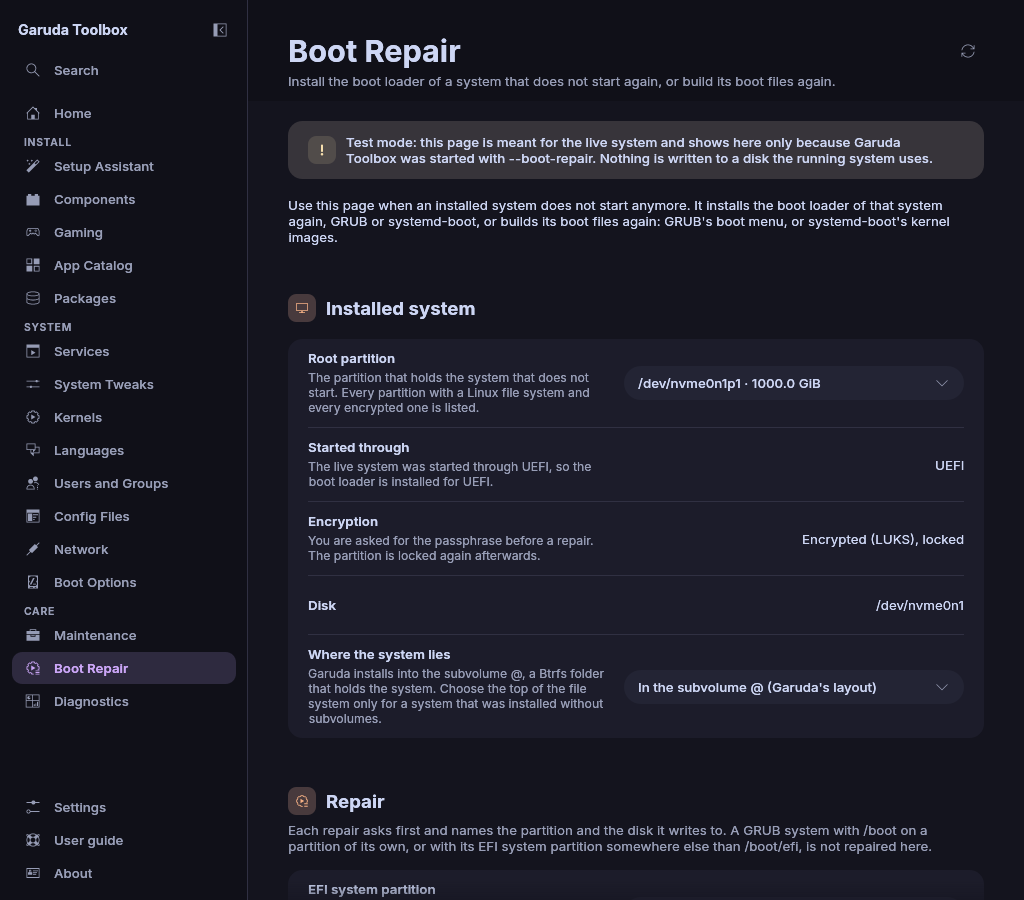 Garuda Toolbox
Search
Home
INSTALL
Setup Assistant
Components
Gaming
App Catalog
Packages
SYSTEM
Services
System Tweaks
Kernels
Languages
Users and Groups
Config Files
Network
Boot Options
CARE
Maintenance
Boot Repair
Diagnostics
Settings
User guide
About
Boot Repair
Install the boot loader of a system that does not start again, or build its boot files again.
!
Test mode: this page is meant for the live system and shows here only because Garuda
Toolbox was started with --boot-repair. Nothing is written to a disk the running system uses.
Use this page when an installed system does not start anymore. It installs the boot loader of that system
again, GRUB or systemd-boot, or builds its boot files again: GRUB's boot menu, or systemd-boot's kernel
images.
Installed system
Root partition
The partition that holds the system that does not
start. Every partition with a Linux file system and
every encrypted one is listed.
/dev/nvme0n1p1 · 1000.0 GiB
Started through
The live system was started through UEFI, so the
boot loader is installed for UEFI.
UEFI
Encryption
You are asked for the passphrase before a repair.
The partition is locked again afterwards.
Encrypted (LUKS), locked
Disk
/dev/nvme0n1
Where the system lies
Garuda installs into the subvolume @, a Btrfs folder
that holds the system. Choose the top of the file
system only for a system that was installed without
subvolumes.
In the subvolume @ (Garuda's layout)
Repair
Each repair asks first and names the partition and the disk it writes to. A GRUB system with /boot on a
partition of its own, or with its EFI system partition somewhere else than /boot/efi, is not repaired here.
EFI system partition